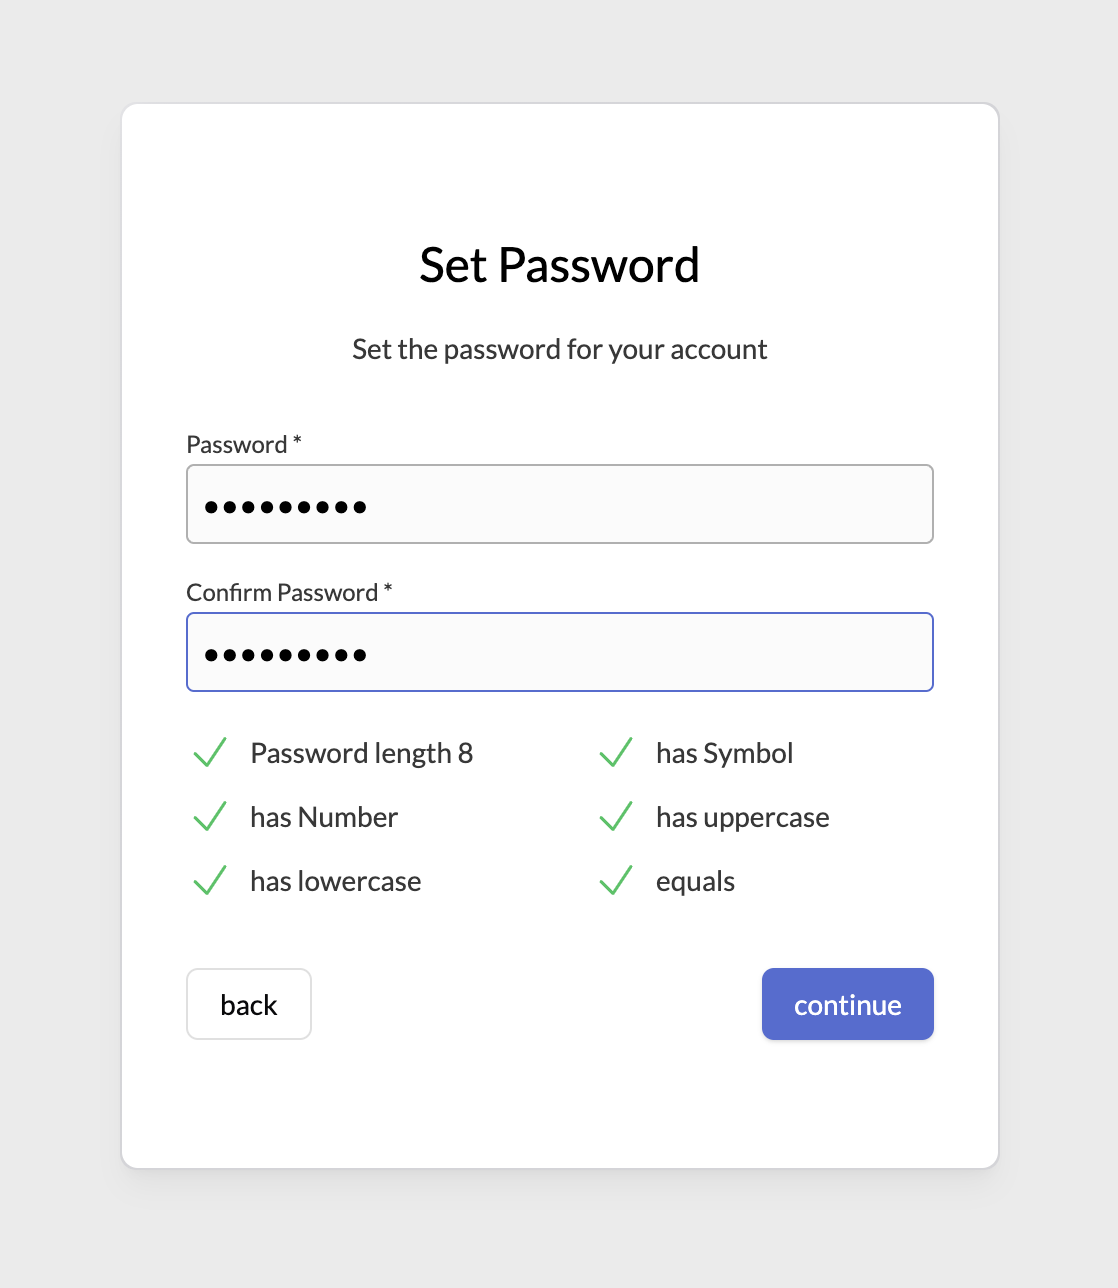 Set Password
Set the password for your account
Password *
•••••••••
Confirm Password *
•••••••••
Password length 8
has Symbol
has Number
has uppercase
has lowercase
equals
back
continue